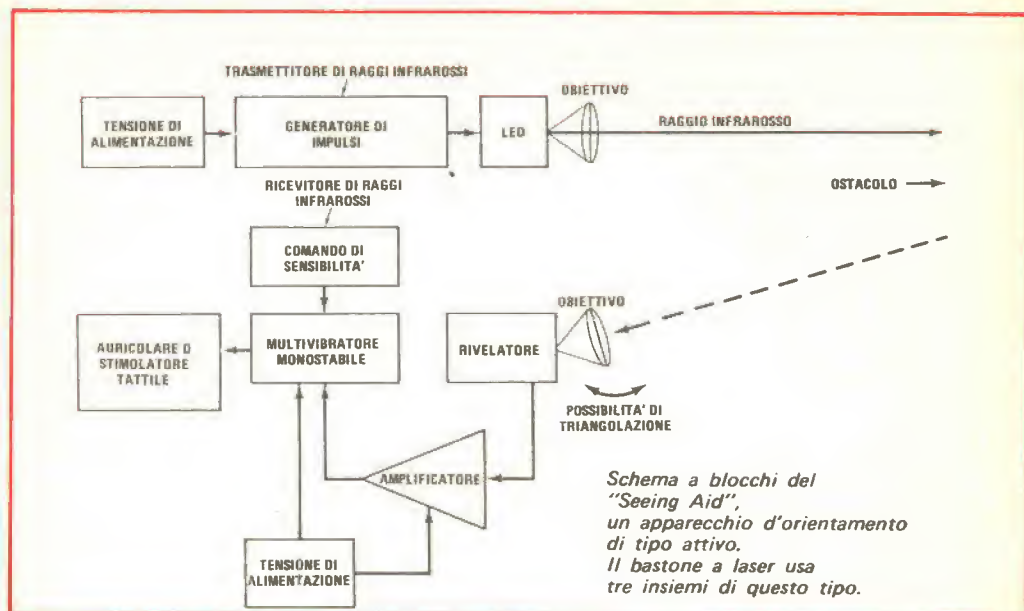 TRASMETTITORE DI RAGGI INFRAROSSI
OBIETTIVO
TENSIONE DI
ALIMENTAZIONE
GENERATORE DI
IMPULSI
LED
RAGGIO INFRAROSSO
RICEVITORE DI RAGGI
INFRAROSSI
OSTACOLO
COMANDO DI
SENSIBILITA'
OBIETTIVO
AURICOLARE O
STIMOLATORE
TATTILE
MULTIVIBRATORE
MONOSTABILE
RIVELATORE
POSSIBILITA' DI
TRIANGOLAZIONE
AMPLIFICATORE
TENSIONE DI
ALIMENTAZIONE
Schema a blocchi del
"Seeing Aid",
un apparecchio d'orientamento
di tipo attivo.
Il bastone a laser usa
tre insiemi di questo tipo.